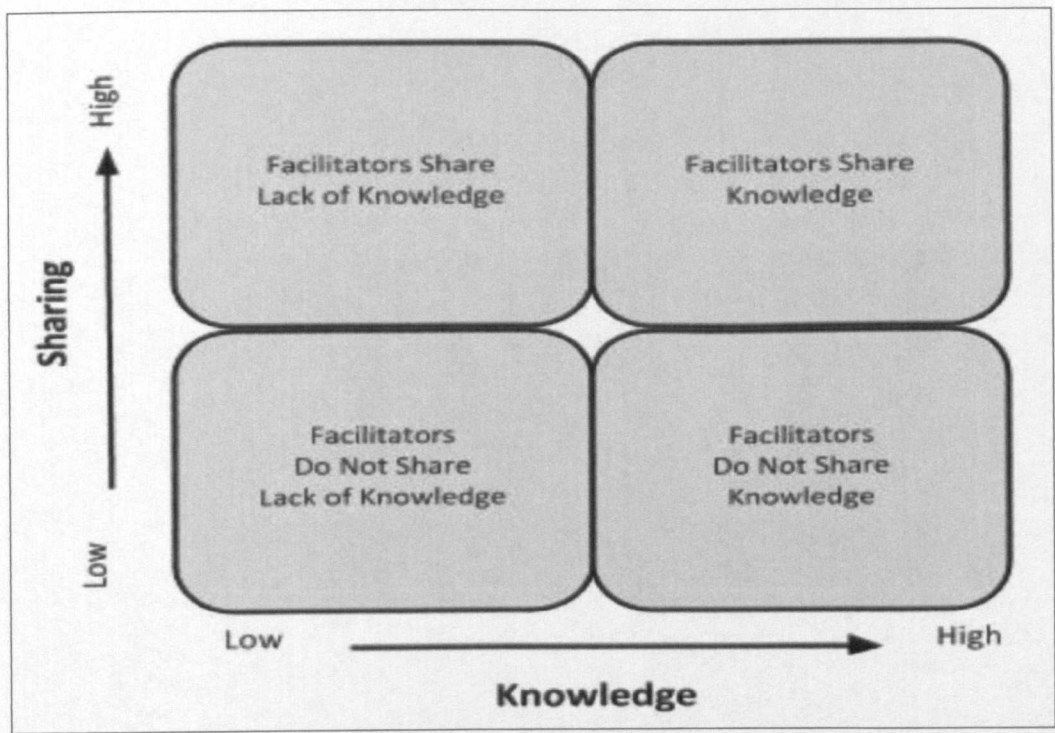 High
Facilitators Share
Lack of Knowledge
Facilitators Share
Knowledge
Sharing
Facilitators
Do Not Share
Lack of Knowledge
Facilitators
Do Not Share
Knowledge
Low
Low
High
Knowledge